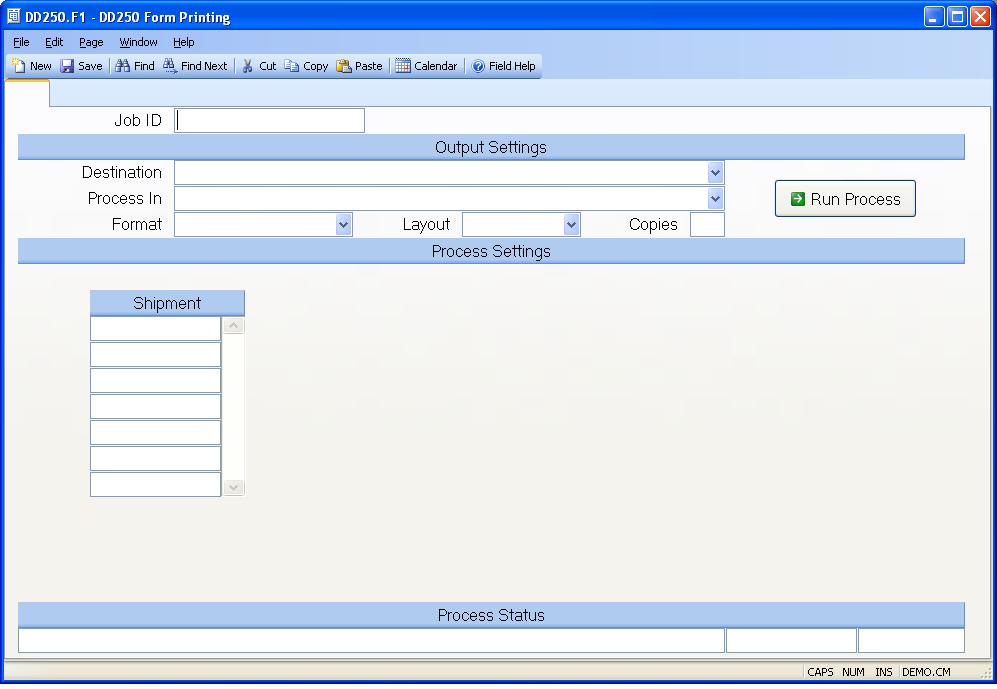 DD250.F1 - DD250 Form Printing
File Edit Page Window Help
New Save Find Find Next Cut Copy Paste Calendar Field Help
Job ID
Output Settings
Destination
Process In
Run Process
Format Layout Copies
Process Settings
Shipment
Process Status
CAPS NUM INS DEMO.CM